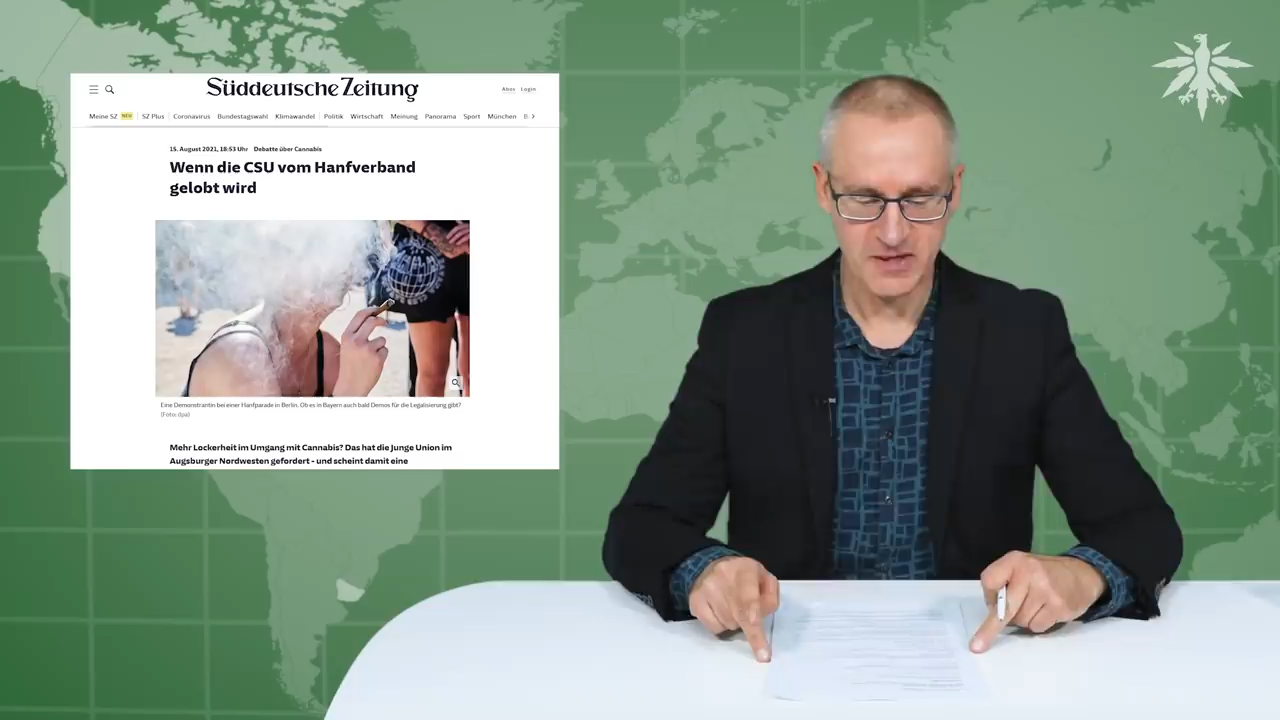 Süddeutsche Zeitung
Abos Login
Meine SZ NEU SZ Plus Coronavirus Bundestagswahl Klimawandel Politik Wirtschaft Meinung Panorama Sport München
15. August 2021, 18:53 Uhr Debatte über Cannabis
Wenn die CSU vom Hanfverband
gelobt wird
Eine Demonstrantin bei einer Hanfparade in Berlin. Ob es in Bayern auch bald Demos für die Legalisierung gibt?
(Foto: dpa)
Mehr Lockerheit im Umgang mit Cannabis? Das hat die Junge Union im
Augsburger Nordwesten gefordert - und scheint damit eine